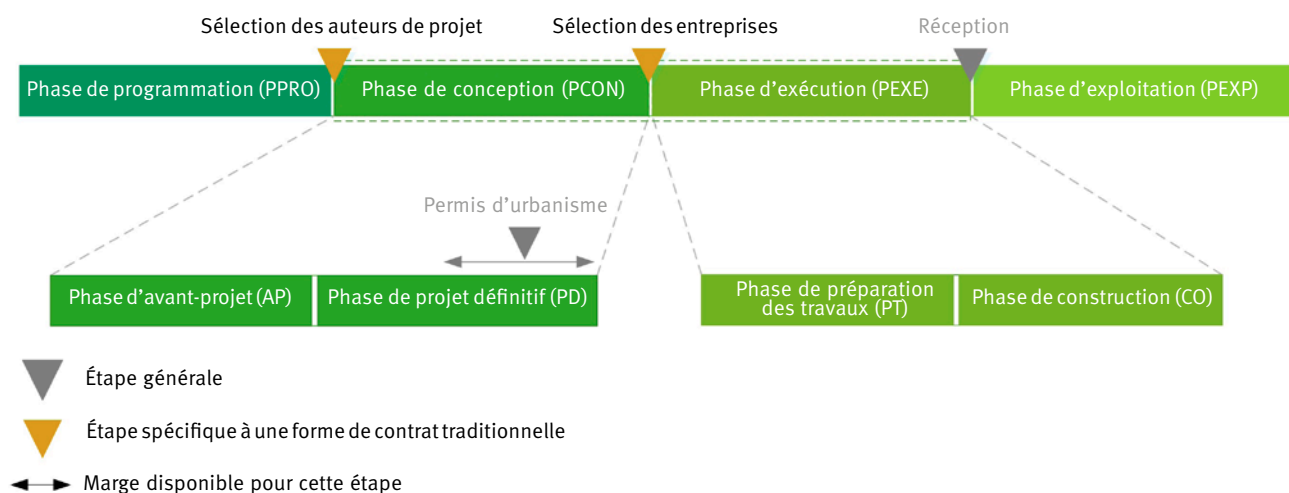 Sélection des auteurs de projet
Sélection des entreprises
Réception
Phase de programmation (PPRO)
Phase de conception (PCON)
Phase d’exécution (PEXE)
Phase d’exploitation (PEXP)
Permis d’urbanisme
Phase d’avant-projet (AP)
Phase de projet définitif (PD)
Phase de préparation
des travaux (PT)
Phase de construction (CO)
Étape générale
Étape spécifique à une forme de contrat traditionnelle
Marge disponible pour cette étape